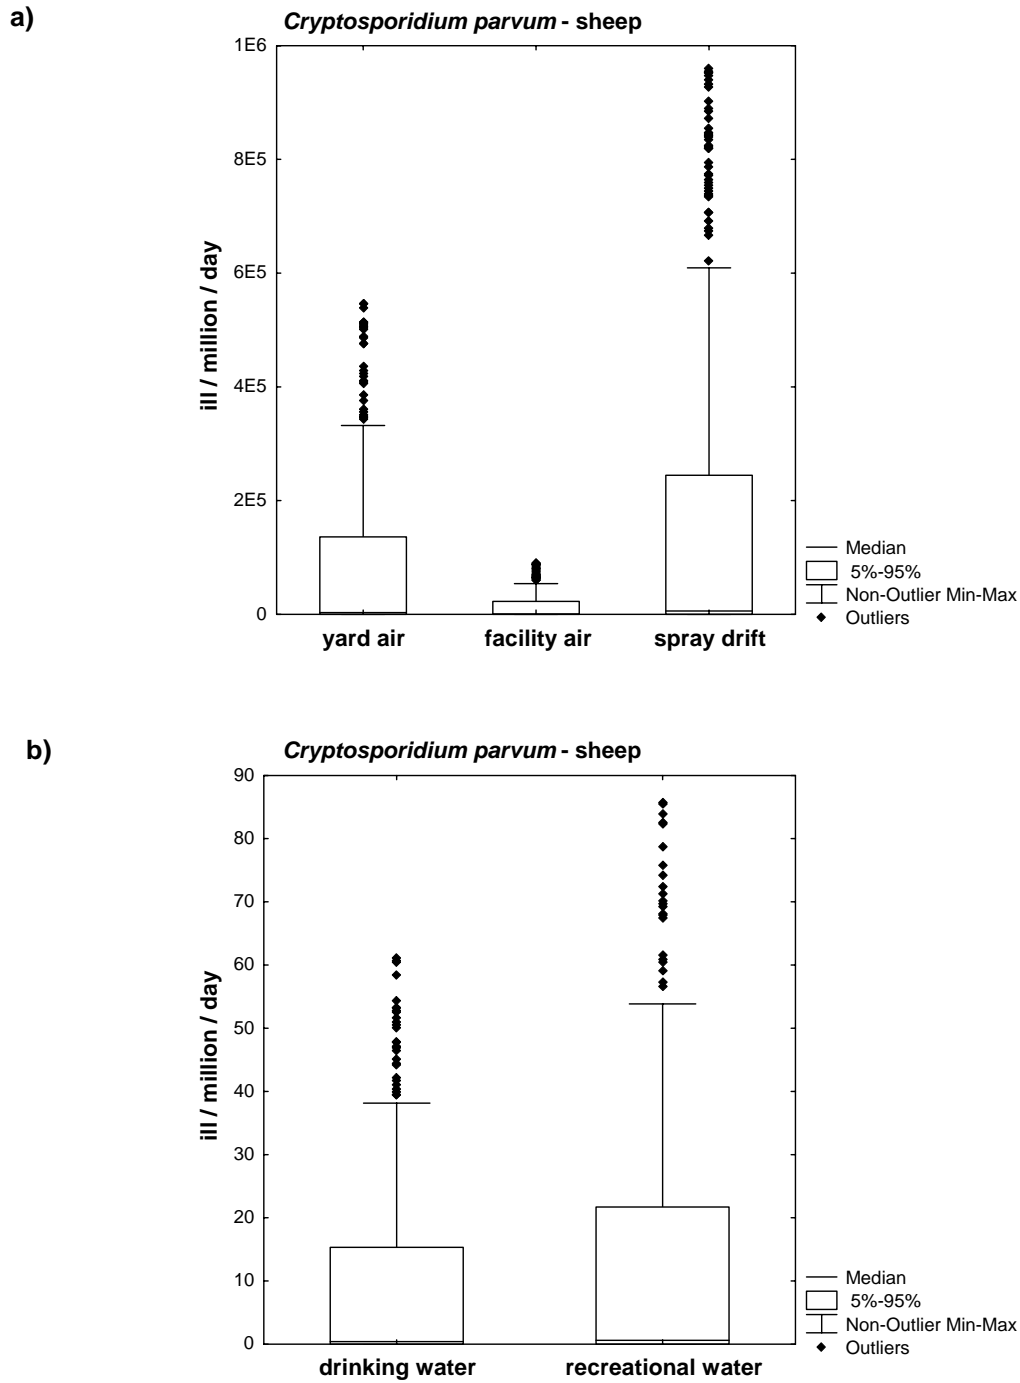 a)
Cryptosporidium parvum - sheep
1E6
8E5
6E5
4E5
2E5
0
ill / million / day
yard air
facility air
spray drift
Median
5%-95%
Non-Outlier Min-Max
Outliers
b)
Cryptosporidium parvum - sheep
90
80
70
60
50
40
30
20
10
0
ill / million / day
drinking water
recreational water
Median
5%-95%
Non-Outlier Min-Max
Outliers